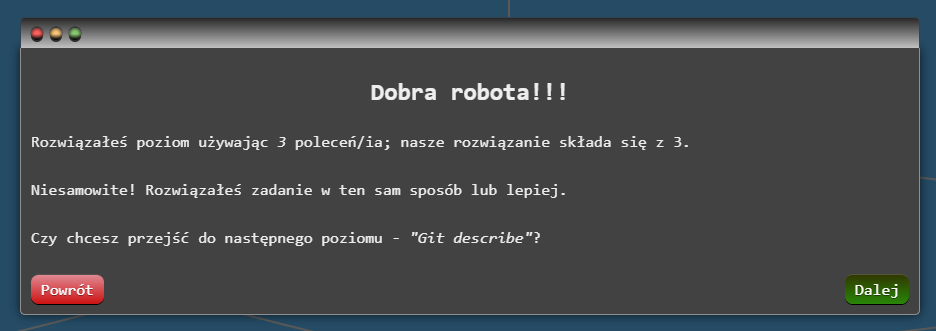 Dobra robota!!!
Rozwiązałeś poziom używając 3 poleceń/ia; nasze rozwiązanie składa się z 3.
Niesamowite! Rozwiązałeś zadanie w ten sam sposób lub lepiej.
Czy chcesz przejść do następnego poziomu - "Git describe"?
Powrót
Dalej